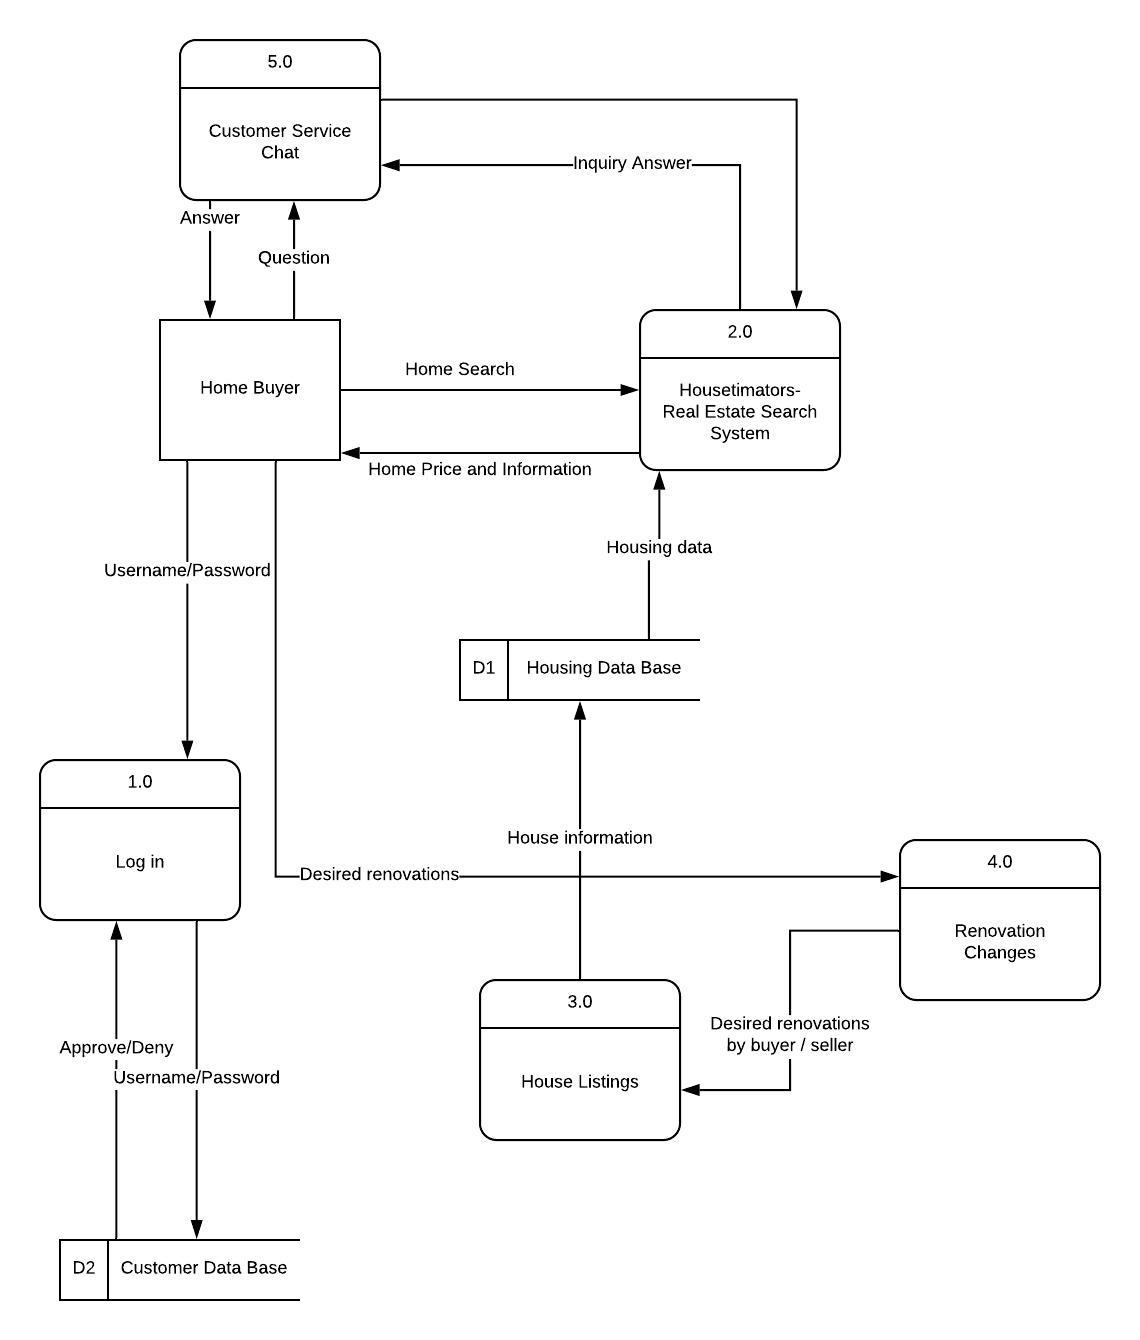 5.0
Customer Service
Chat
Inquiry Answer
Answer
Question
2.0
Housetimators-
Real Estate Search
System
Home Buyer
Home Search
Home Price and Information
Housing data
Username/Password
D1
Housing Data Base
1.0
Log in
House information
Desired renovations
4.0
Renovation
Changes
3.0
House Listings
Desired renovations
by buyer / seller
Approve/Deny
Username/Password
D2
Customer Data Base